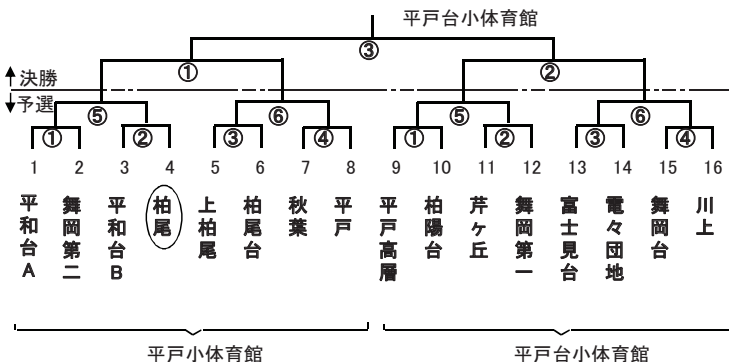 平戸台小体育館
③
① ②
決勝
予選
⑤ ⑥ ⑤ ⑥
① ② ③ ④ ① ② ③ ④
1 2 3 4 5 6 7 8 9 10 11 12 13 14 15 16
平和台A
舞岡第二
平和台B
柏尾
上柏尾
柏尾台
秋葉
平戸
平戸高層
柏陽台
芹ヶ丘
舞岡第一
富士見台
電々団地
舞岡台
川上
平戸小体育館 平戸台小体育館